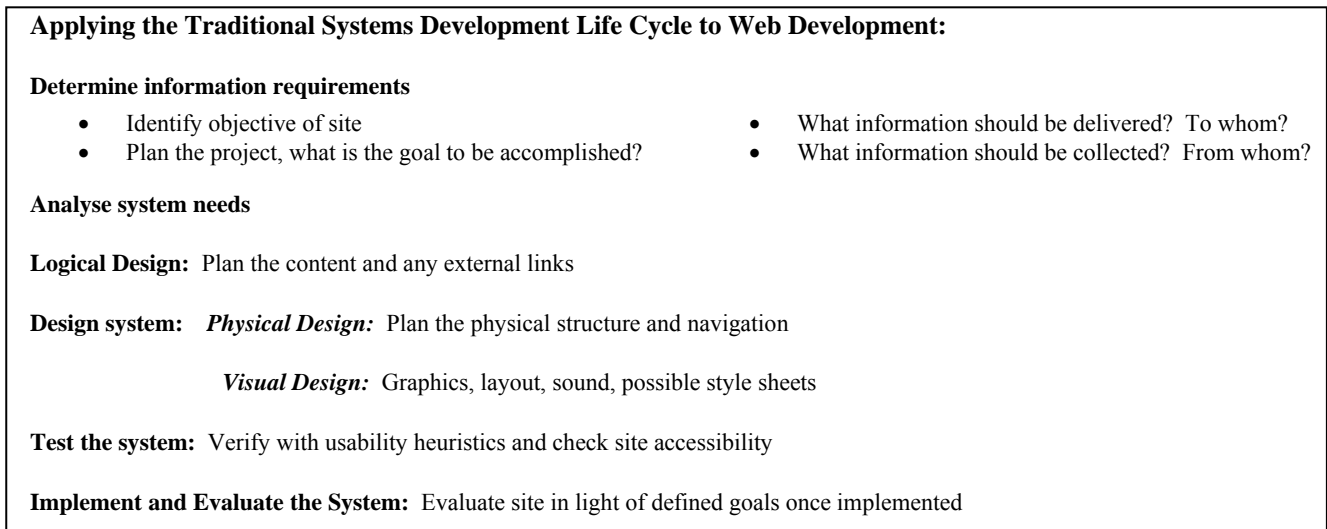 Applying the Traditional Systems Development Life Cycle to Web Development:
Determine information requirements
• Identify objective of site
• Plan the project, what is the goal to be accomplished?
• What information should be delivered? To whom?
• What information should be collected? From whom?
Analyse system needs
Logical Design: Plan the content and any external links
Design system: Physical Design: Plan the physical structure and navigation
Visual Design: Graphics, layout, sound, possible style sheets
Test the system: Verify with usability heuristics and check site accessibility
Implement and Evaluate the System: Evaluate site in light of defined goals once implemented